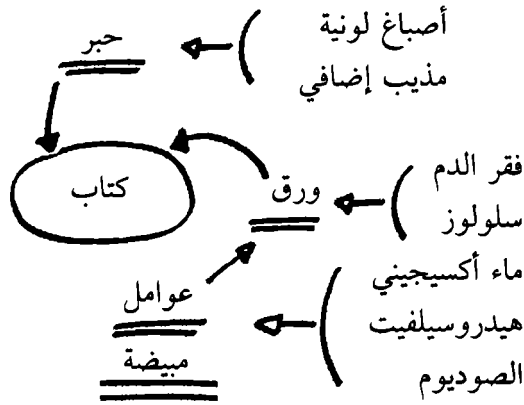 أصباغ لونية
مذيب إضافي
حبر
كتاب
فقر الدم
سلولوز
ورق
ماء أكسيجيني
هيدروسيلفيت
الصوديوم
عوامل
مبيضة